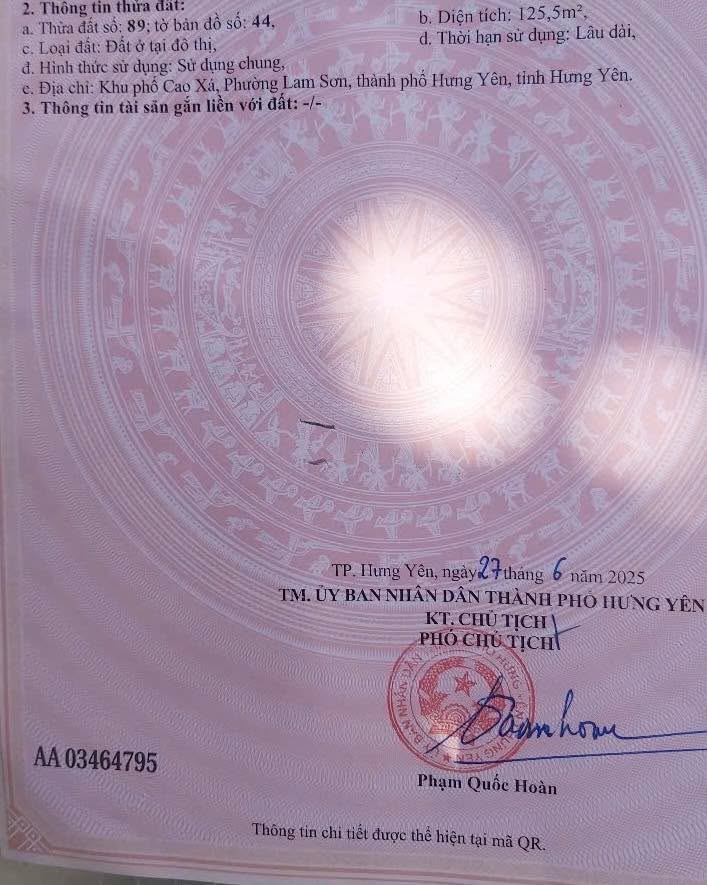 2. Thông tin thửa đất:
a. Thửa đất số: 89; tờ bản đồ số: 44,
b. Diện tích: 125,5m²,
c. Loại đất: Đất ở tại đô thị,
d. Thời hạn sử dụng: Lâu dài,
đ. Hình thức sử dụng: Sử dụng chung,
e. Địa chỉ: Khu phố Cao Xá, Phường Lam Sơn, thành phố Hưng Yên, tỉnh Hưng Yên.
3. Thông tin tài sản gắn liền với đất: -/-
TP. Hưng Yên, ngày 27 tháng 6 năm 2025
TM. ỦY BAN NHÂN DÂN THÀNH PHỐ HƯNG YÊN
KT. CHỦ TỊCH
PHÓ CHỦ TỊCH
AA 03464795
Phạm Quốc Hoàn
Thông tin chi tiết được thể hiện tại mã QR.